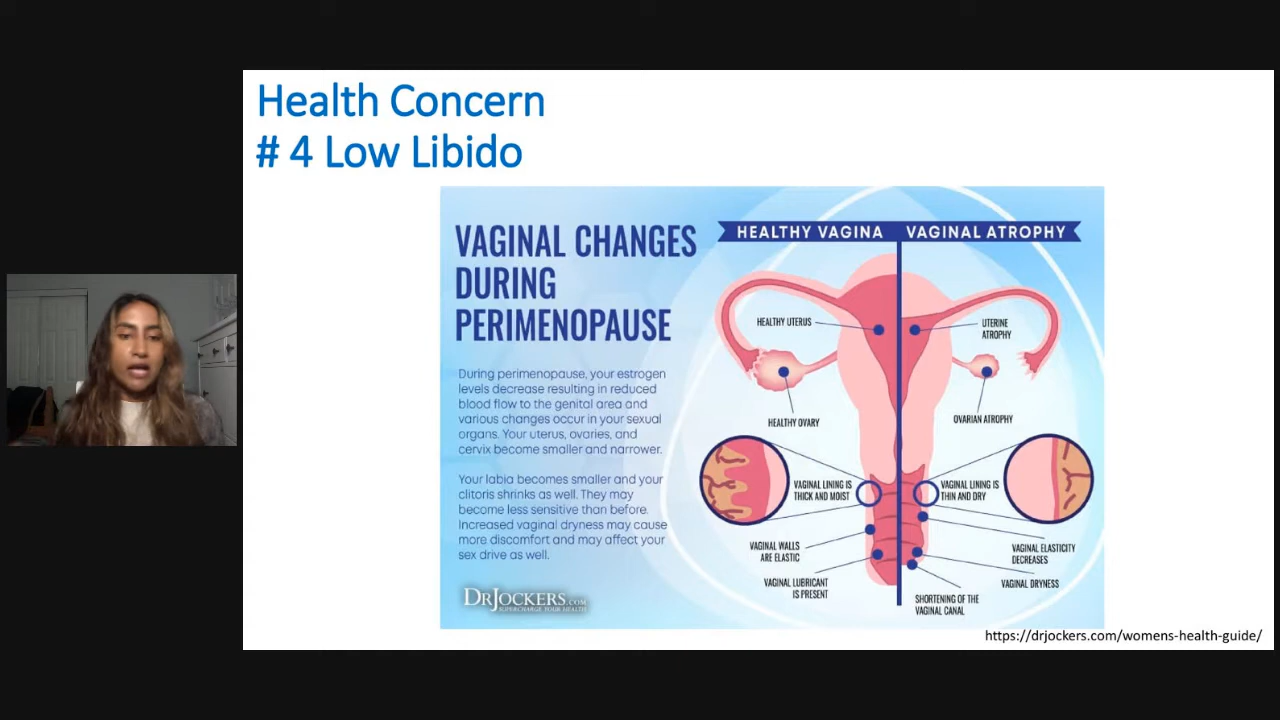 Health Concern
# 4 Low Libido
VAGINAL CHANGES
DURING
PERIMENOPAUSE
During perimenopause, your estrogen
levels decrease resulting in reduced
blood flow to the genital area and
various changes occur in your sexual
organs. Your uterus, ovaries, and
cervix become smaller and narrower.
Your labia becomes smaller and your
clitoris shrinks as well. They may
become less sensitive than before.
Increased vaginal dryness may cause
more discomfort and may affect your
sex drive as well.
DRJOCKERS.COM
SUPERCHARGE YOUR HEALTH
HEALTHY VAGINA
VAGINAL ATROPHY
HEALTHY UTERUS
UTERINE
ATROPHY
HEALTHY OVARY
OVARIAN ATROPHY
VAGINAL LINING IS
THICK AND MOIST
VAGINAL LINING IS
THIN AND DRY
VAGINAL WALLS
ARE ELASTIC
VAGINAL ELASTICITY
DECREASES
VAGINAL LUBRICANT
IS PRESENT
VAGINAL DRYNESS
SHORTENING OF THE
VAGINAL CANAL
https://drjockers.com/womens-health-guide/